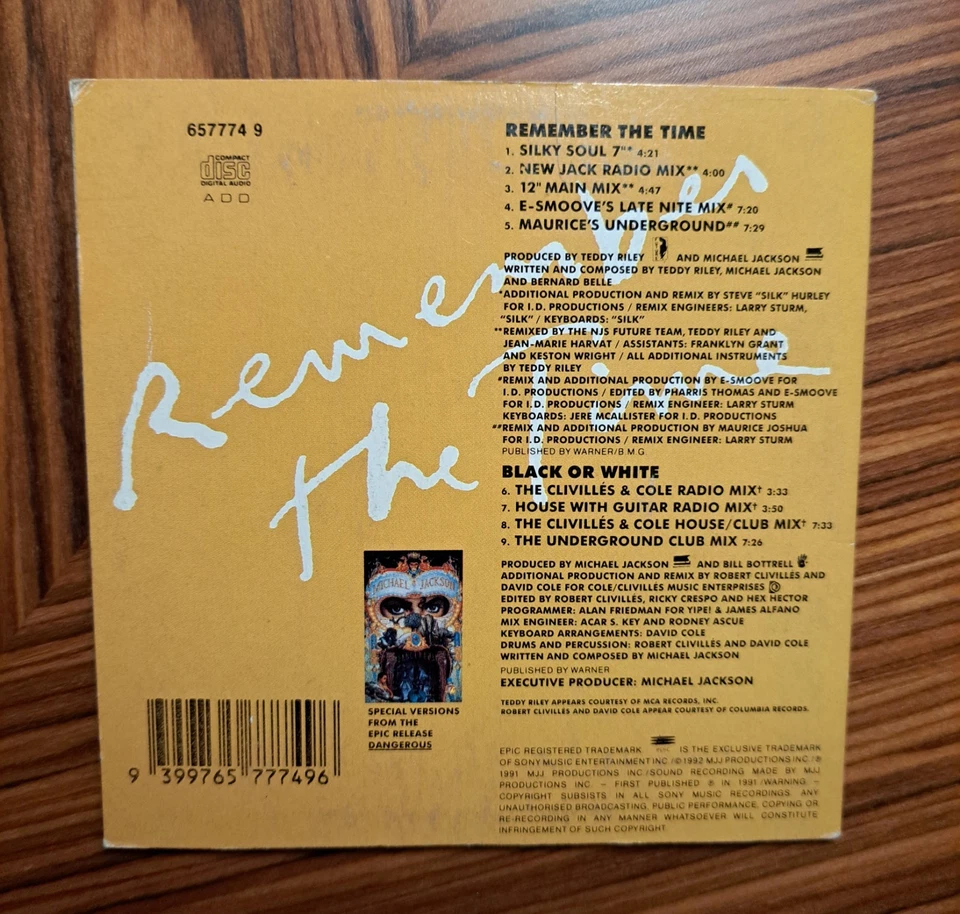 657774 9
COMPACT
disc
DIGITAL AUDIO
ADD
Remember
the Time
REMEMBER THE TIME
1. SILKY SOUL 7"* 4:21
2. NEW JACK RADIO MIX** 4:00
3. 12" MAIN MIX** 4:47
4. E-SMOOVE'S LATE NITE MIX# 7:20
5. MAURICE'S UNDERGROUND## 7:29
PRODUCED BY TEDDY RILEY AND MICHAEL JACKSON
WRITTEN AND COMPOSED BY TEDDY RILEY, MICHAEL JACKSON
AND BERNARD BELLE
*ADDITIONAL PRODUCTION AND REMIX BY STEVE "SILK" HURLEY
FOR I.D. PRODUCTIONS / REMIX ENGINEERS: LARRY STURM,
"SILK" / KEYBOARDS: "SILK"
**REMIXED BY THE NJS FUTURE TEAM, TEDDY RILEY AND
JEAN-MARIE HARVAT / ASSISTANTS: FRANKLYN GRANT
AND KESTON WRIGHT / ALL ADDITIONAL INSTRUMENTS
BY TEDDY RILEY
#REMIX AND ADDITIONAL PRODUCTION BY E-SMOOVE FOR
I.D. PRODUCTIONS / EDITED BY PHARRIS THOMAS AND E-SMOOVE
FOR I.D. PRODUCTIONS / REMIX ENGINEER: LARRY STURM
KEYBOARDS: JERE MCALLISTER FOR I.D. PRODUCTIONS
##REMIX AND ADDITIONAL PRODUCTION BY MAURICE JOSHUA
FOR I.D. PRODUCTIONS / REMIX ENGINEER: LARRY STURM
PUBLISHED BY WARNER/B.M.G.
BLACK OR WHITE
6. THE CLIVILLÉS & COLE RADIO MIX† 3:33
7. HOUSE WITH GUITAR RADIO MIX† 3:50
8. THE CLIVILLÉS & COLE HOUSE/CLUB MIX† 7:33
9. THE UNDERGROUND CLUB MIX 7:26
PRODUCED BY MICHAEL JACKSON AND BILL BOTTRELL
ADDITIONAL PRODUCTION AND REMIX BY ROBERT CLIVILLÉS AND
DAVID COLE FOR COLE/CLIVILLÉS MUSIC ENTERPRISES
EDITED BY ROBERT CLIVILLÉS, RICKY CRESPO AND HEX HECTOR
PROGRAMMER: ALAN FRIEDMAN FOR YIPE! & JAMES ALFANO
MIX ENGINEER: ACAR S. KEY AND RODNEY ASCUE
KEYBOARD ARRANGEMENTS: DAVID COLE
DRUMS AND PERCUSSION: ROBERT CLIVILLÉS AND DAVID COLE
WRITTEN AND COMPOSED BY MICHAEL JACKSON
PUBLISHED BY WARNER
EXECUTIVE PRODUCER: MICHAEL JACKSON
TEDDY RILEY APPEARS COURTESY OF MCA RECORDS, INC.
ROBERT CLIVILLÉS AND DAVID COLE APPEAR COURTESY OF COLUMBIA RECORDS.
MICHAEL JACKSON
SPECIAL VERSIONS
FROM THE
EPIC RELEASE
DANGEROUS
9 399765 777496
EPIC REGISTERED TRADEMARK IS THE EXCLUSIVE TRADEMARK
OF SONY MUSIC ENTERTAINMENT INC./© 1992 MJJ PRODUCTIONS INC./℗
1991 MJJ PRODUCTIONS INC/SOUND RECORDING MADE BY MJJ
PRODUCTIONS INC. – FIRST PUBLISHED ℗ IN 1991/WARNING –
COPYRIGHT SUBSISTS IN ALL SONY MUSIC RECORDINGS. ANY
UNAUTHORISED BROADCASTING, PUBLIC PERFORMANCE, COPYING OR
RE-RECORDING IN ANY MANNER WHATSOEVER WILL CONSTITUTE
INFRINGEMENT OF SUCH COPYRIGHT.